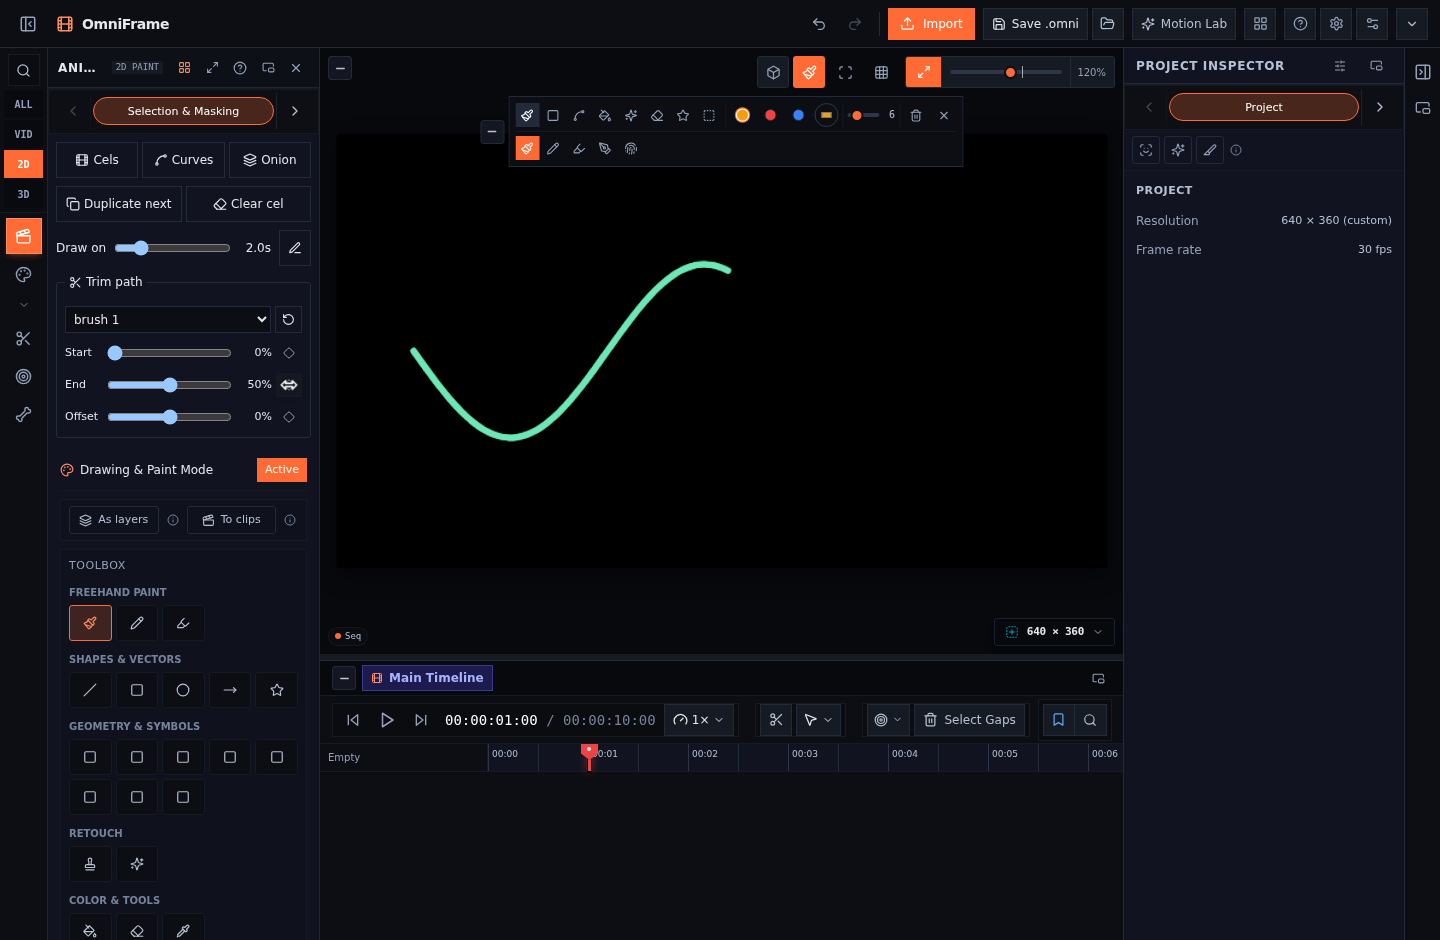 OmniFrame
Import
Save .omni
Motion Lab
ANI...
2D PAINT
120%
PROJECT INSPECTOR
ALL
VID
2D
3D
Selection & Masking
Project
6
Cels
Curves
Onion
Duplicate next
Clear cel
Draw on
2.0s
Trim path
brush 1
Start
0%
End
50%
Offset
0%
Drawing & Paint Mode
Active
As layers
To clips
TOOLBOX
FREEHAND PAINT
SHAPES & VECTORS
GEOMETRY & SYMBOLS
RETOUCH
COLOR & TOOLS
PROJECT
Resolution
640 × 360 (custom)
Frame rate
30 fps
Seq
640 × 360
Main Timeline
00:00:01:00 / 00:00:10:00
1×
Select Gaps
Empty
00:00
0:01
00:02
00:03
00:04
00:05
00:06